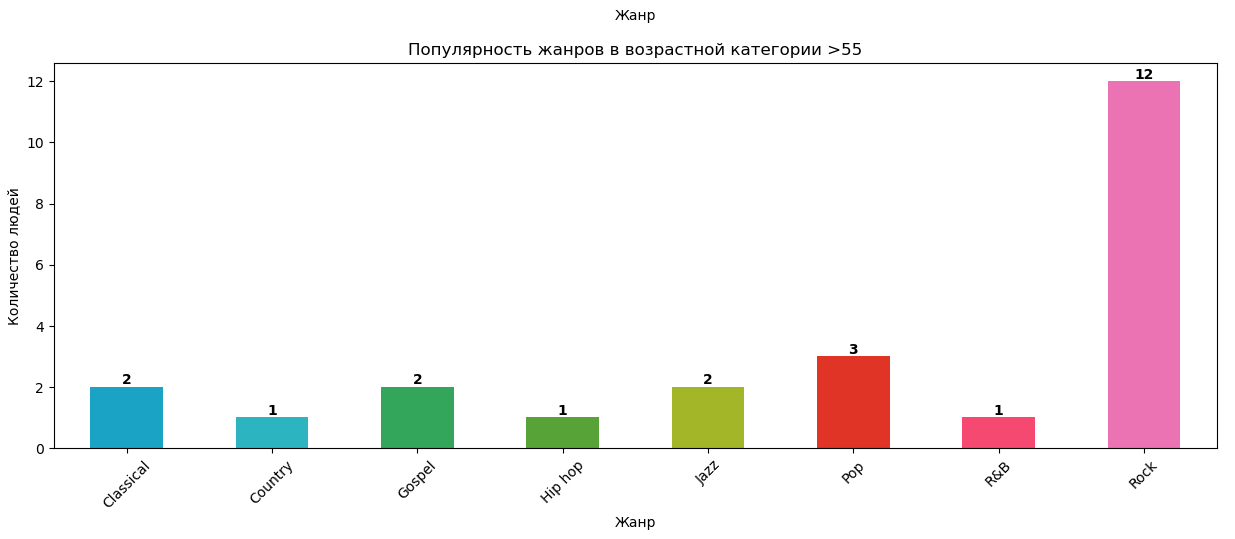 Жанр
Популярность жанров в возрастной категории >55
Количество людей
12
10
8
6
4
2
0
2
1
2
1
2
3
1
12
Classical
Country
Gospel
Hip hop
Jazz
Pop
R&B
Rock
Жанр